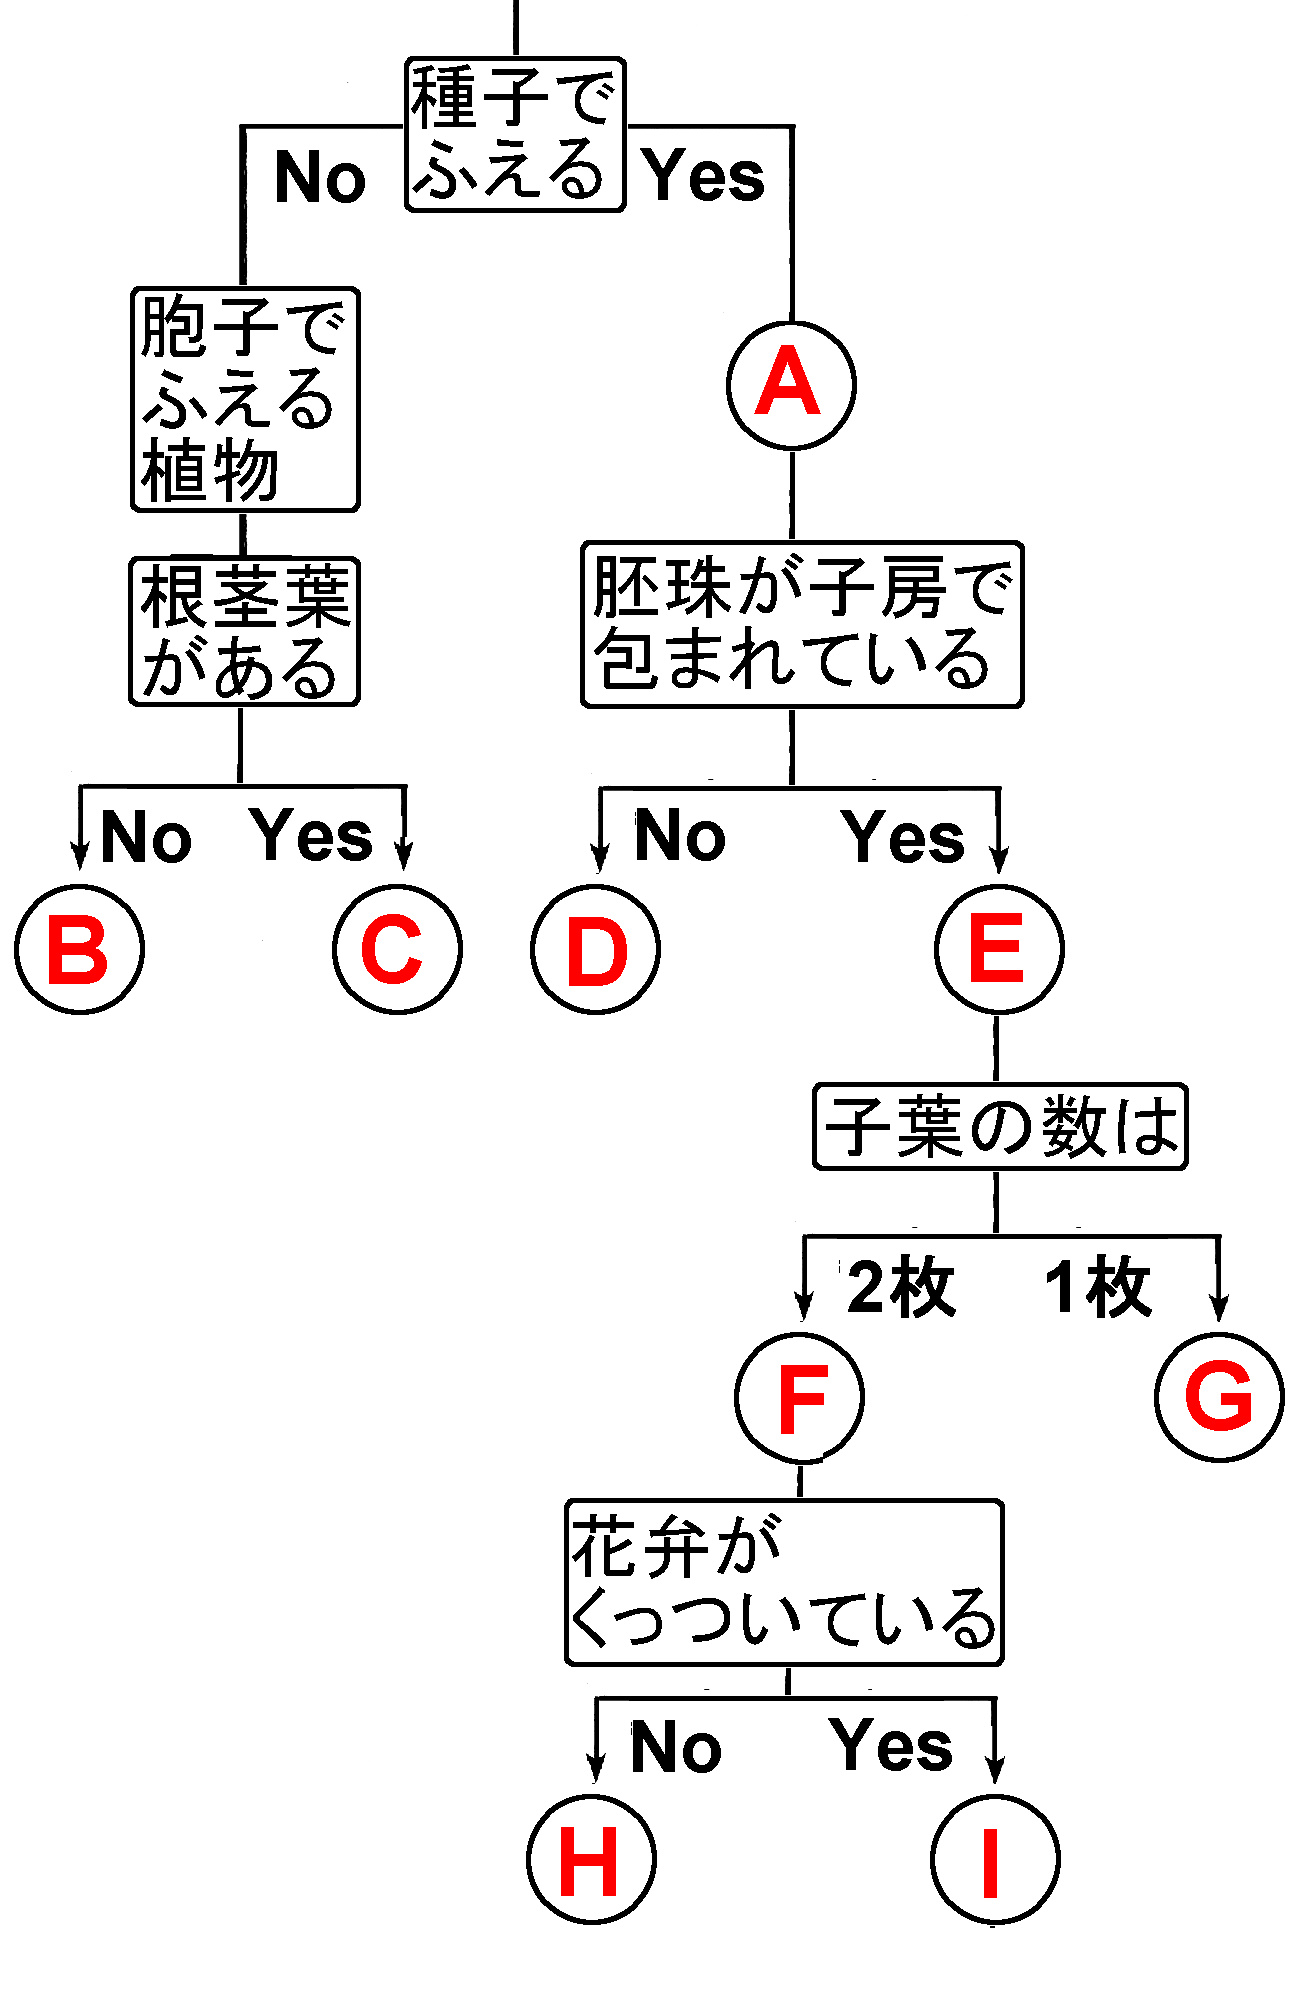 種子で
ふえる
No
Yes
胞子で
ふえる
植物
A
根茎葉
がある
胚珠が子房で
包まれている
No
Yes
No
Yes
B
C
D
E
子葉の数は
2枚
1枚
F
G
花弁が
くっついている
No
Yes
H
I